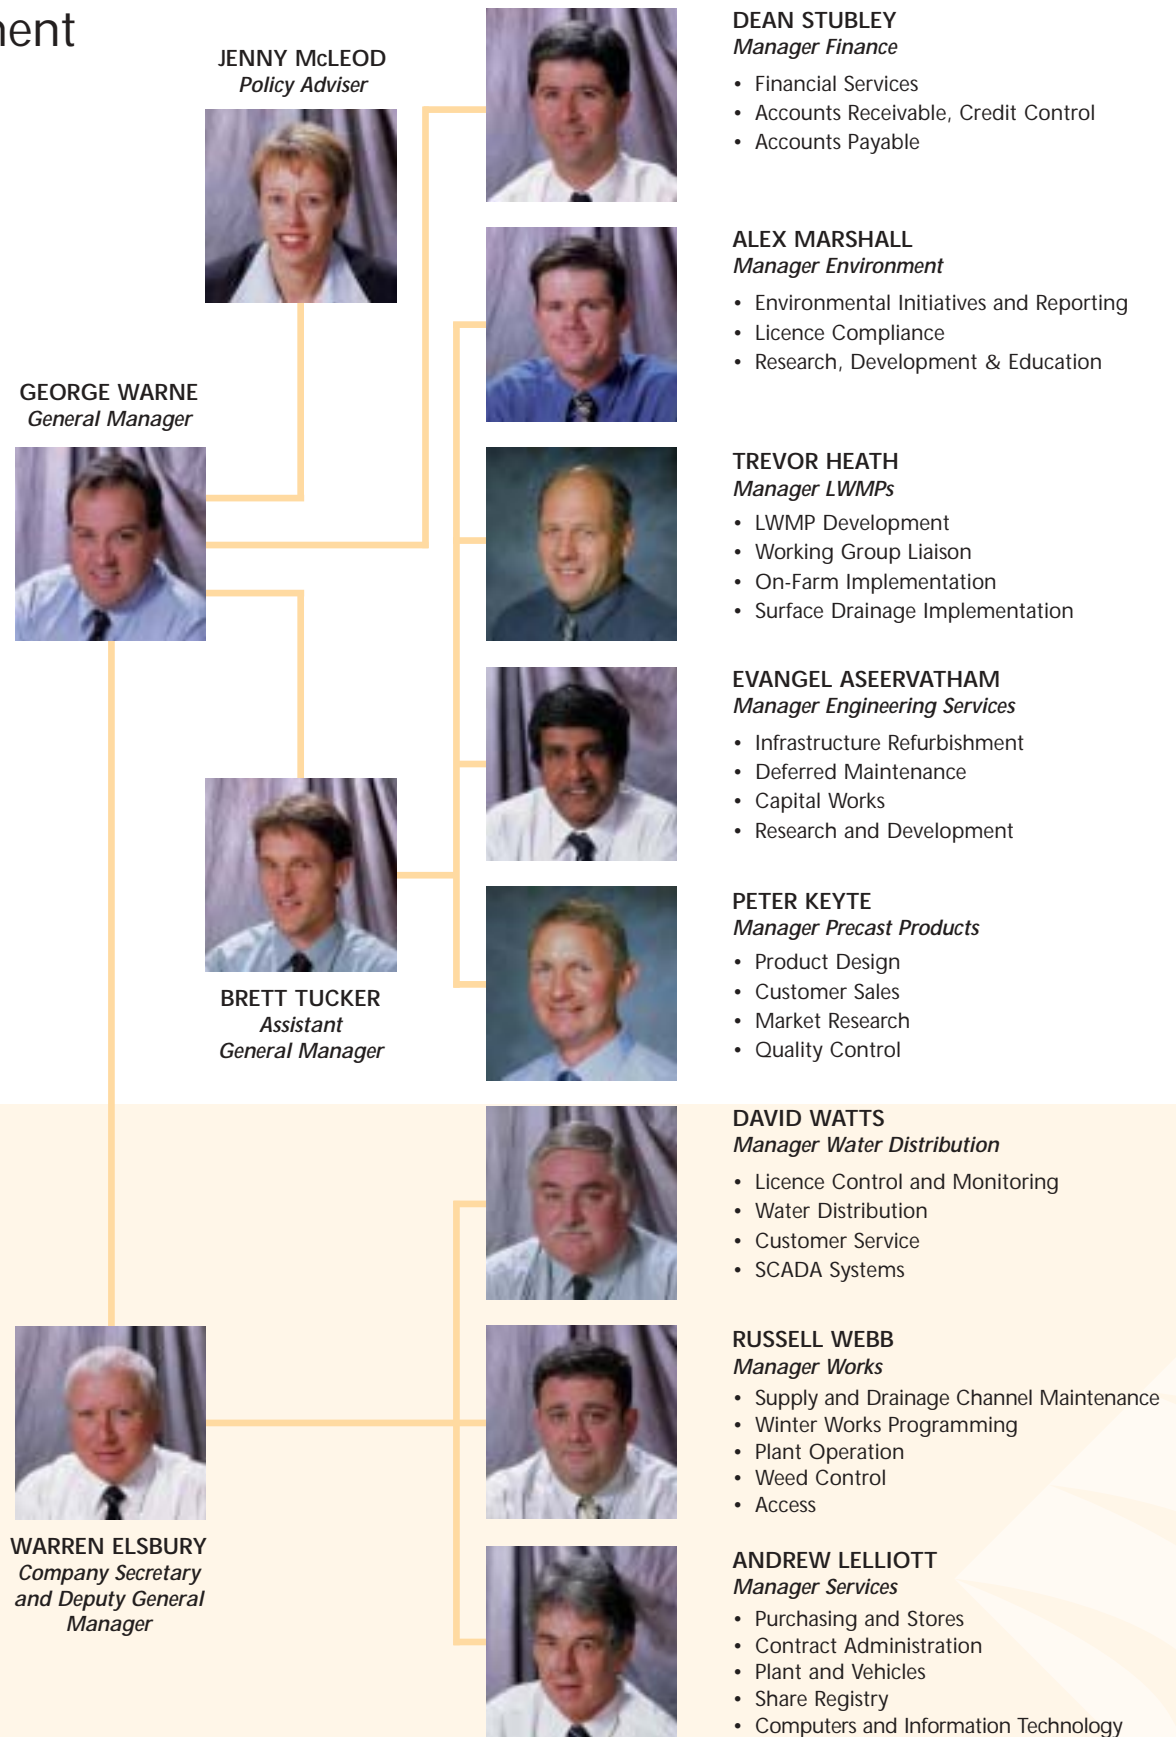 JENNY McLEOD
Policy Adviser
GEORGE WARNE
General Manager
BRETT TUCKER
Assistant
General Manager
WARREN ELSBURY
Company Secretary
and Deputy General
Manager
DEAN STUBLEY
Manager Finance
• Financial Services
• Accounts Receivable, Credit Control
• Accounts Payable
ALEX MARSHALL
Manager Environment
• Environmental Initiatives and Reporting
• Licence Compliance
• Research, Development & Education
TREVOR HEATH
Manager LWMPs
• LWMP Development
• Working Group Liaison
• On-Farm Implementation
• Surface Drainage Implementation
EVANGEL ASEERVATHAM
Manager Engineering Services
• Infrastructure Refurbishment
• Deferred Maintenance
• Capital Works
• Research and Development
PETER KEYTE
Manager Precast Products
• Product Design
• Customer Sales
• Market Research
• Quality Control
DAVID WATTS
Manager Water Distribution
• Licence Control and Monitoring
• Water Distribution
• Customer Service
• SCADA Systems
RUSSELL WEBB
Manager Works
• Supply and Drainage Channel Maintenance
• Winter Works Programming
• Plant Operation
• Weed Control
• Access
ANDREW LELLIOTT
Manager Services
• Purchasing and Stores
• Contract Administration
• Plant and Vehicles
• Share Registry
• Computers and Information Technology